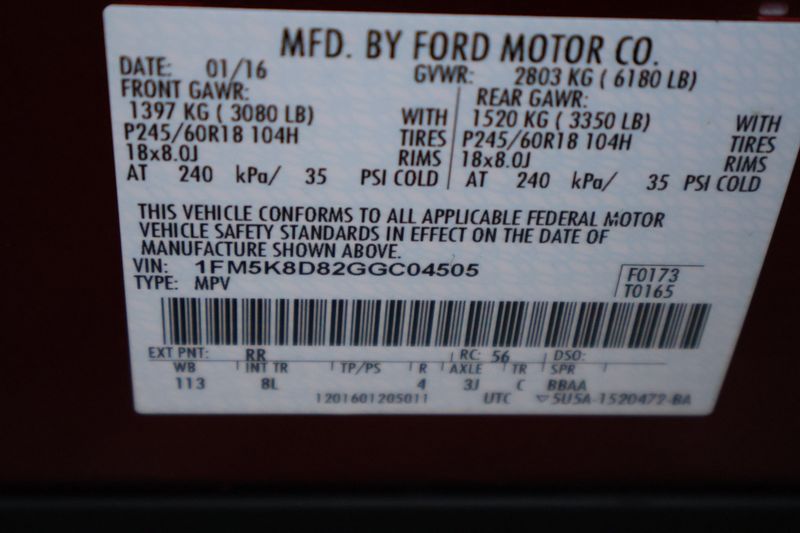 MFD. BY FORD MOTOR CO.
DATE: 01/16 GVWR: 2803 KG ( 6180 LB)
FRONT GAWR: REAR GAWR:
1397 KG ( 3080 LB) WITH 1520 KG ( 3350 LB) WITH
P245/60R18 104H TIRES P245/60R18 104H TIRES
18x8.0J RIMS 18x8.0J RIMS
AT 240 kPa/ 35 PSI COLD AT 240 kPa/ 35 PSI COLD
THIS VEHICLE CONFORMS TO ALL APPLICABLE FEDERAL MOTOR
VEHICLE SAFETY STANDARDS IN EFFECT ON THE DATE OF
MANUFACTURE SHOWN ABOVE.
VIN: 1FM5K8D82GGC04505 F0173
TYPE: MPV T0165
EXT PNT: RR RC: 56 DSO:
WB INT TR TP/PS R AXLE TR SPR
113 8L 4 3J C BBAA
1201601205011 UTC 5U5A-1520472-BA